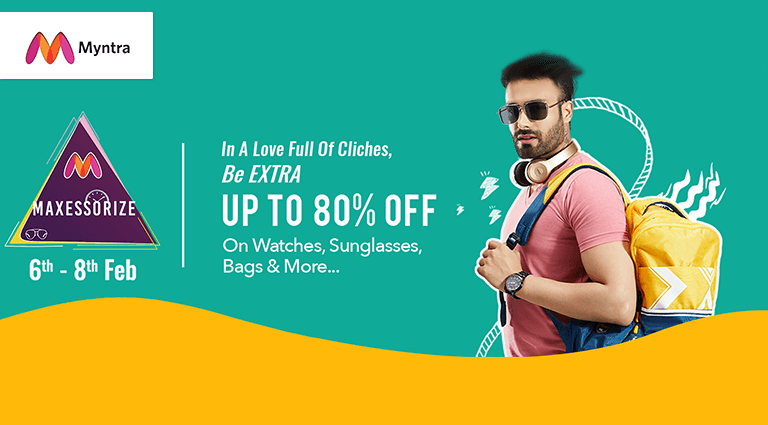 Myntra
MAXESSORIZE
6th - 8th Feb
In A Love Full Of Cliches,
Be EXTRA
UP TO 80% OFF
On Watches, Sunglasses,
Bags & More...